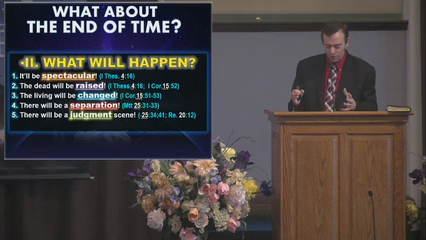 WHAT ABOUT
THE END OF TIME?
II. WHAT WILL HAPPEN?
1. It'll be spectacular! (I Thes. 4:16)
2. The dead will be raised! (I Thess.4:16; I Cor.15:52)
3. The living will be changed! (I Cor.15:51-53)
4. There will be a separation! (Mtt 25:31-33)
5. There will be a judgment scene! (25:34;41; Re. 20:12)